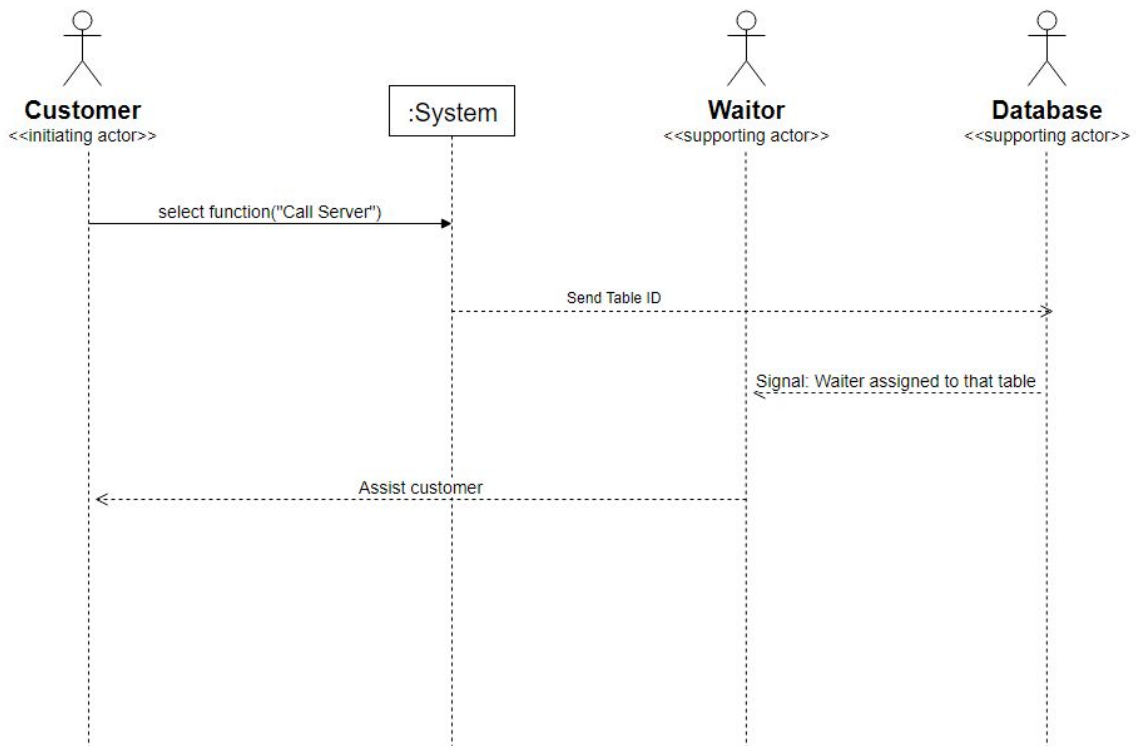 Customer
<<initiating actor>>
:System
Waitor
<<supporting actor>>
Database
<<supporting actor>>
select function("Call Server")
Send Table ID
Signal: Waiter assigned to that table
Assist customer